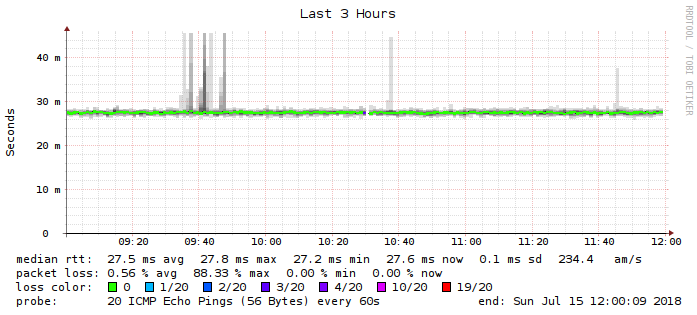 Last 3 Hours
RRDTOOL / TOBI OETIKER
Seconds
40 m
30 m
20 m
10 m
0
09:20 09:40 10:00 10:20 10:40 11:00 11:20 11:40 12:00
median rtt: 27.5 ms avg 27.8 ms max 27.2 ms min 27.6 ms now 0.1 ms sd 234.4 am/s
packet loss: 0.56 % avg 88.33 % max 0.00 % min 0.00 % now
loss color: 0 1/20 2/20 3/20 4/20 10/20 19/20
probe: 20 ICMP Echo Pings (56 Bytes) every 60s end: Sun Jul 15 12:00:09 2018